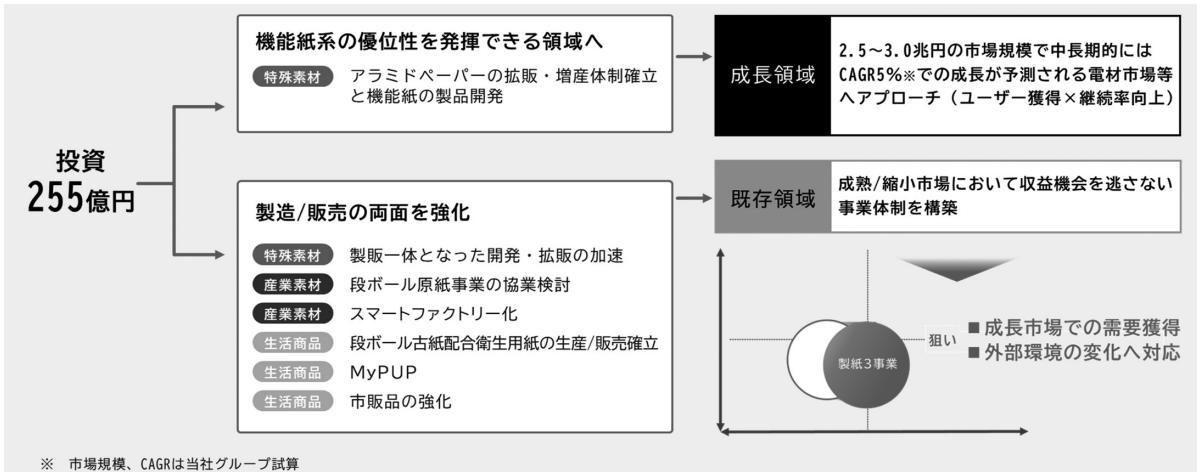 投資
255億円
機能紙系の優位性を発揮できる領域へ
特殊素材 アラミドペーパーの拡販・増産体制確立
と機能紙の製品開発
成長領域
2.5～3.0兆円の市場規模で中長期的には
CAGR5%※での成長が予測される電材市場等
へアプローチ（ユーザー獲得×継続率向上）
製造/販売の両面を強化
特殊素材 製販一体となった開発・拡販の加速
産業素材 段ボール原紙事業の協業検討
産業素材 スマートファクトリー化
生活商品 段ボール古紙配合衛生用紙の生産/販売確立
生活商品 MyPUP
生活商品 市販品の強化
既存領域
成熟/縮小市場において収益機会を逃さない
事業体制を構築
製紙3事業
狙い
■成長市場での需要獲得
■外部環境の変化へ対応
※ 市場規模、CAGRは当社グループ試算